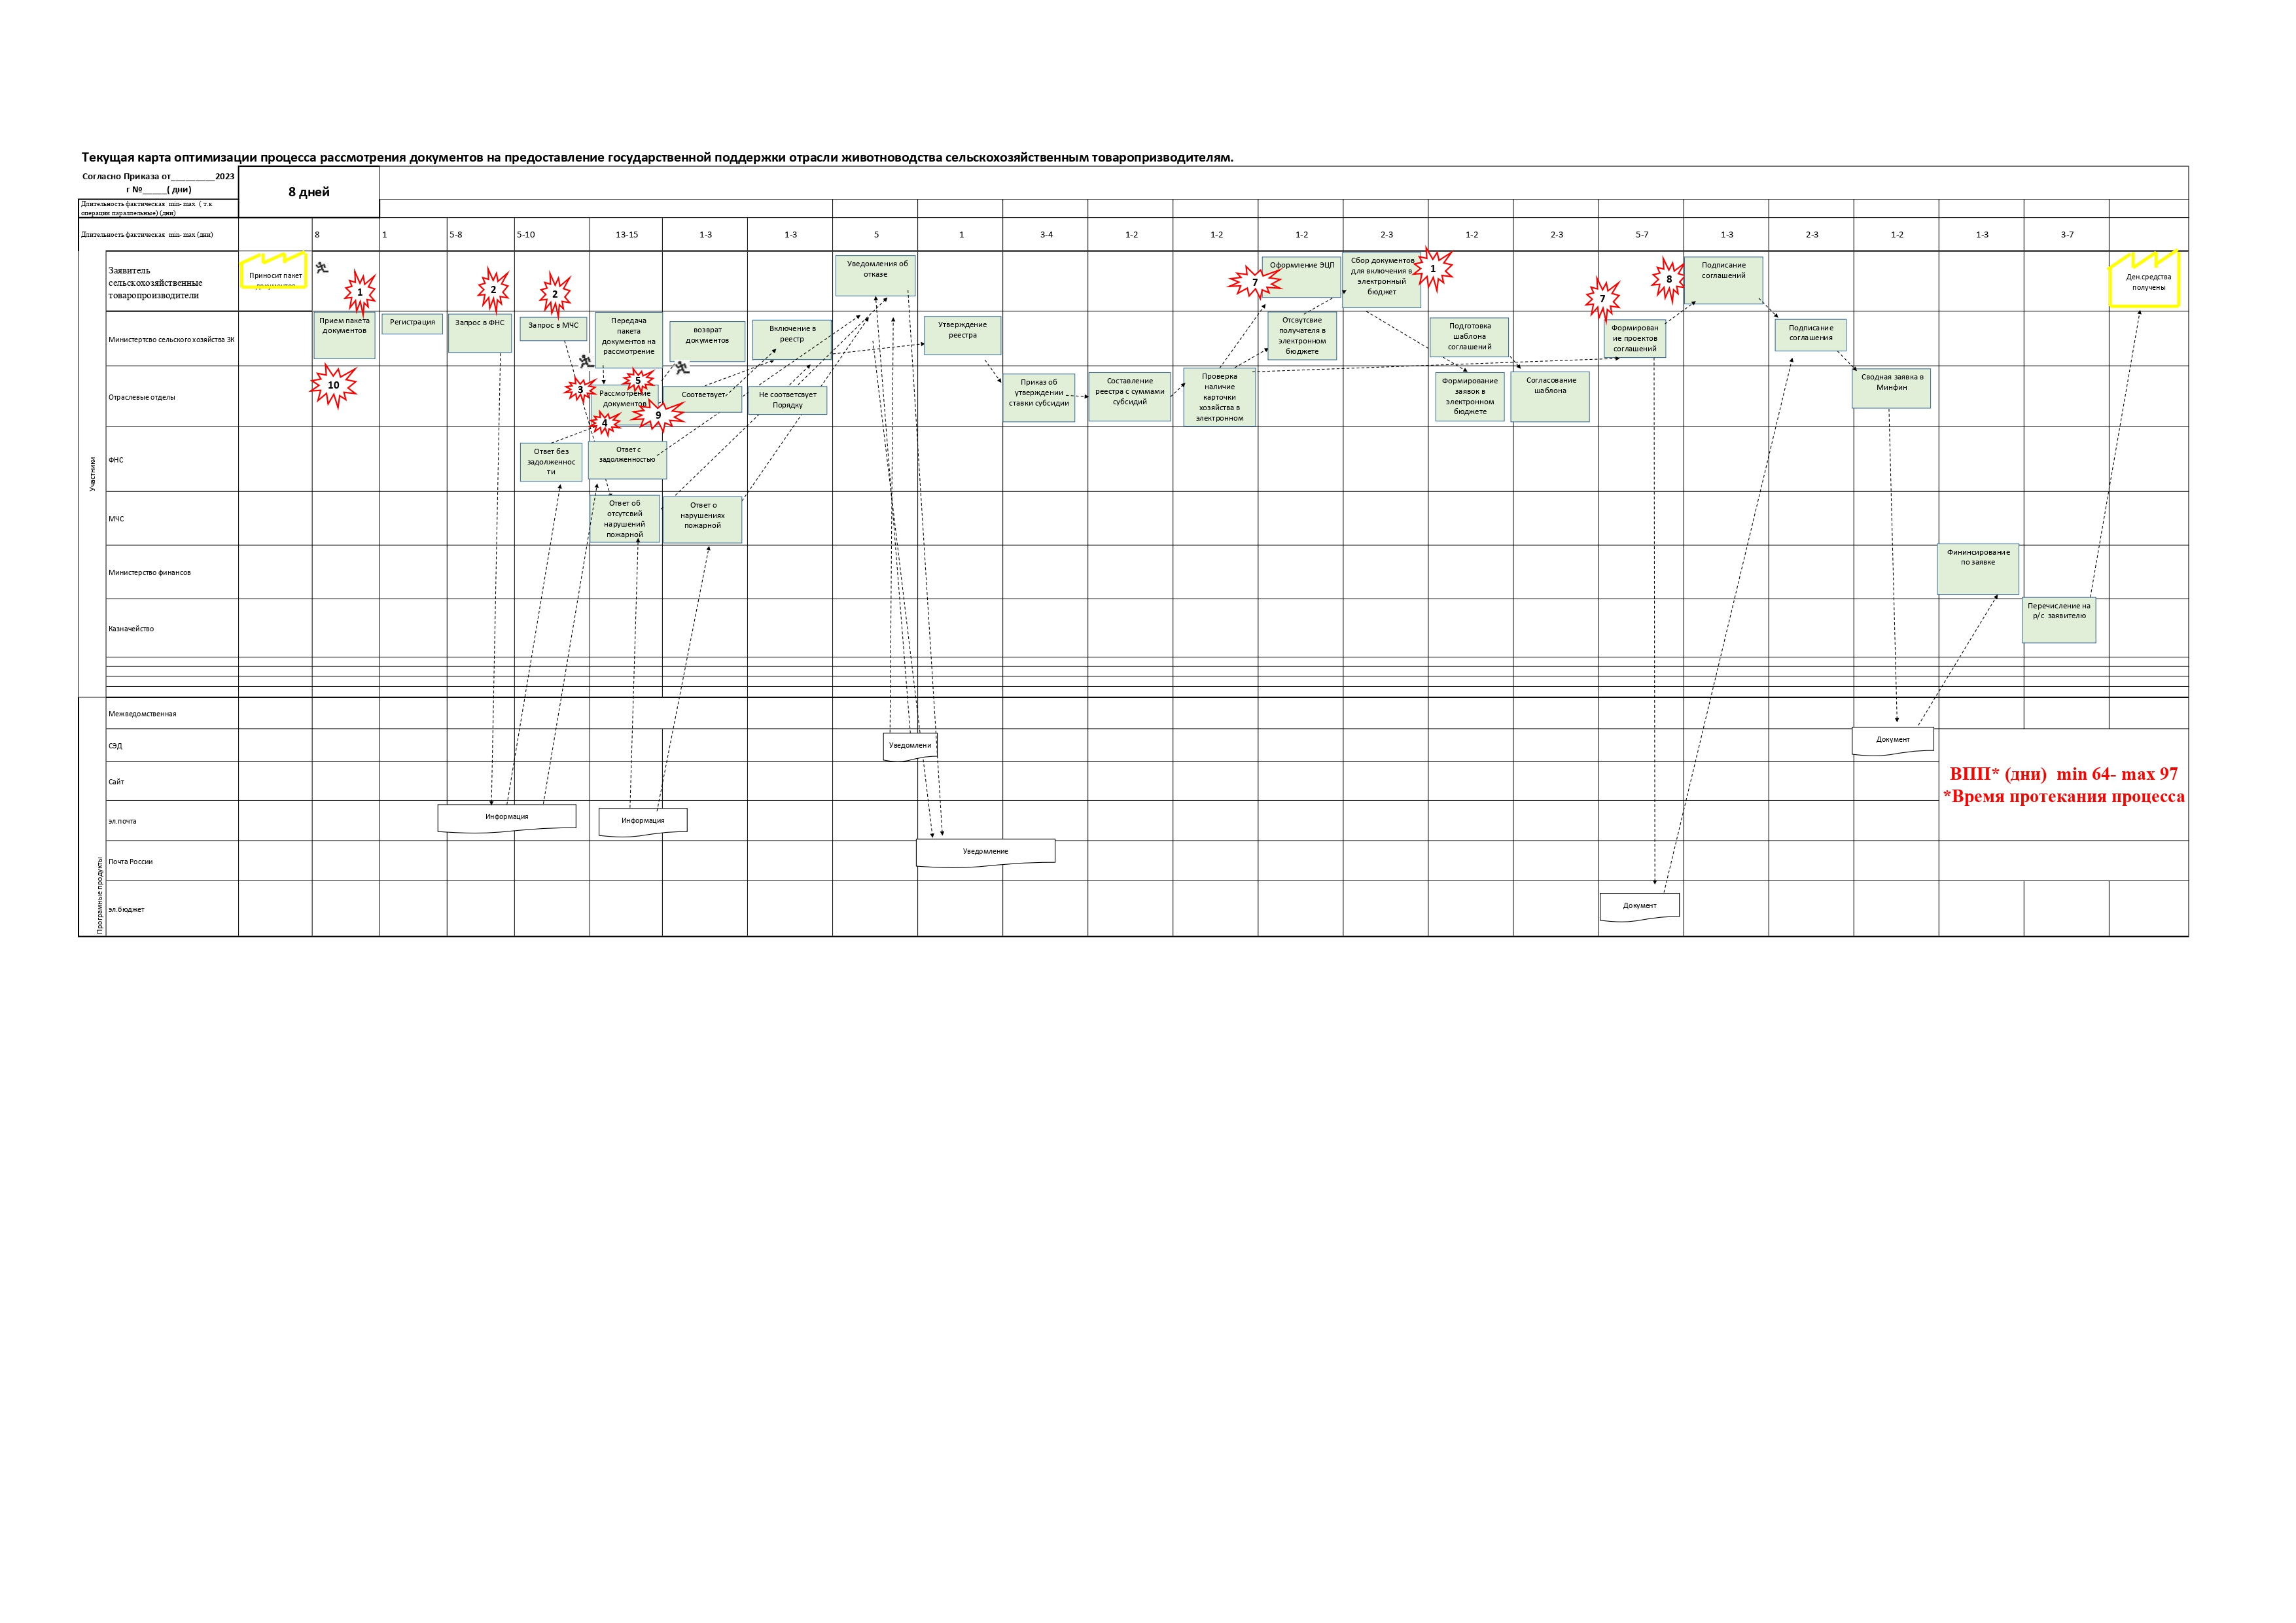 Текущая карта оптимизации процесса рассмотрения документов на предоставление государственной поддержки отрасли животноводства сельскохозяйственным товаропризводителям.
Согласно Приказа от__________2023
г №_____( дни)
8 дней
Длительность фактическая min- max ( т.к
операции параллельные) (дни)
Длительность фактическая min- max (дни)
8
1
5-8
5-10
13-15
1-3
1-3
5
1
3-4
1-2
1-2
1-2
2-3
1-2
2-3
5-7
1-3
2-3
1-2
1-3
3-7
Участники
Заявитель
сельскохозяйственные
товаропроизводители
Приносит пакет
1
2
2
Уведомления об
отказе
7
Оформление ЭЦП
Сбор документов
для включения в
электронный
бюджет
1
7
8
Подписание
соглашений
Ден.средства
получены
Министертсво сельского хозяйства ЗК
Прием пакета
документов
Регистрация
Запрос в ФНС
Запрос в МЧС
Передача
пакета
документов на
рассмотрение
возврат
документов
Включение в
реестр
Утверждение
реестра
Отсвутсвие
получателя в
электронном
бюджете
Подготовка
шаблона
соглашений
Формирован
ие проектов
соглашений
Подписание
соглашения
Отраслевые отделы
10
3
5
Рассмотрение
документов
4
9
Соответвует
Не соответсвует
Порядку
Приказ об
утверждении
ставки субсидии
Составление
реестра с суммами
субсидий
Проверка
наличие
карточки
хозяйства в
электронном
Формирование
заявок в
электронном
бюджете
Согласование
шаблона
Сводная заявка в
Минфин
ФНС
Ответ без
задолженнос
ти
Ответ с
задолженностью
МЧС
Ответ об
отсутсвий
нарушений
пожарной
Ответ о
нарушениях
пожарной
Министерство финансов
Фининсирование
по заявке
Казначейство
Перечисление на
р/с заявителю
Програмные продукты
Межведомственная
СЭД
Уведомлени
Документ
Сайт
ВПП* (дни) min 64- max 97
*Время протекания процесса
эл.почта
Информация
Информация
Почта России
Уведомление
эл.бюджет
Документ